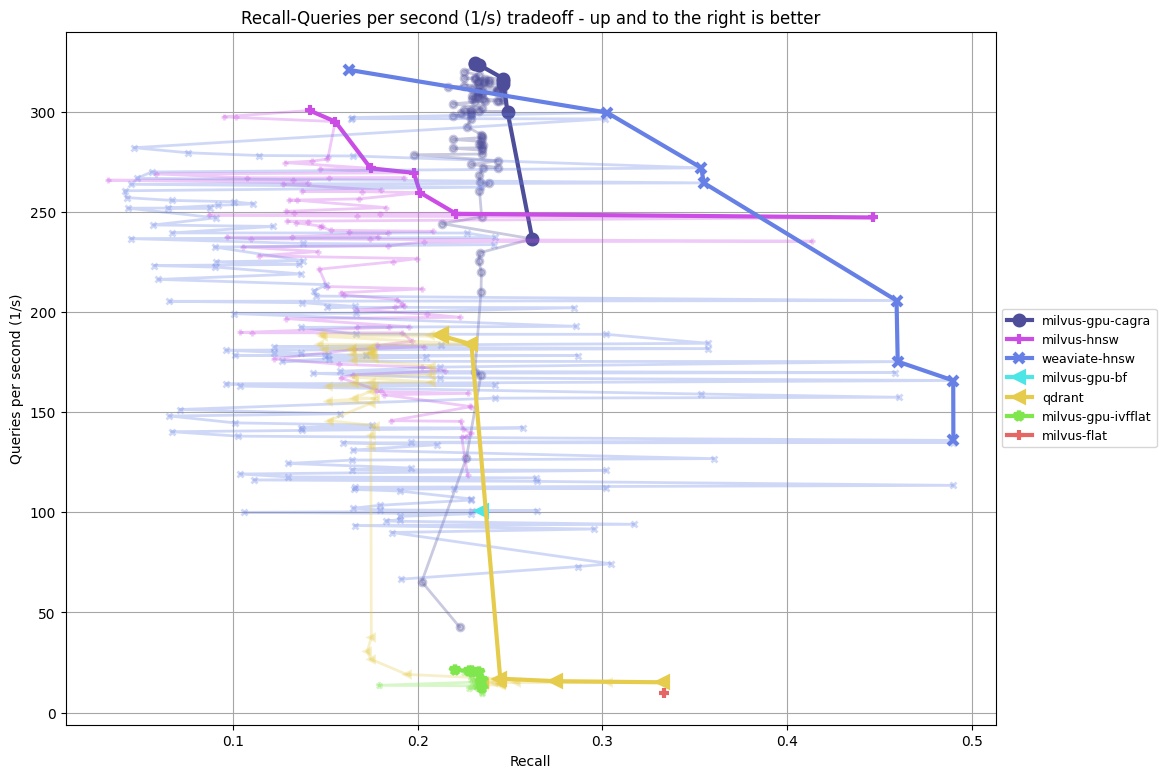 Recall-Queries per second (1/s) tradeoff - up and to the right is better
Queries per second (1/s)
300
250
200
150
100
50
0
0.1
0.2
0.3
0.4
0.5
Recall
milvus-gpu-cagra
milvus-hnsw
weaviate-hnsw
milvus-gpu-bf
qdrant
milvus-gpu-ivfflat
milvus-flat